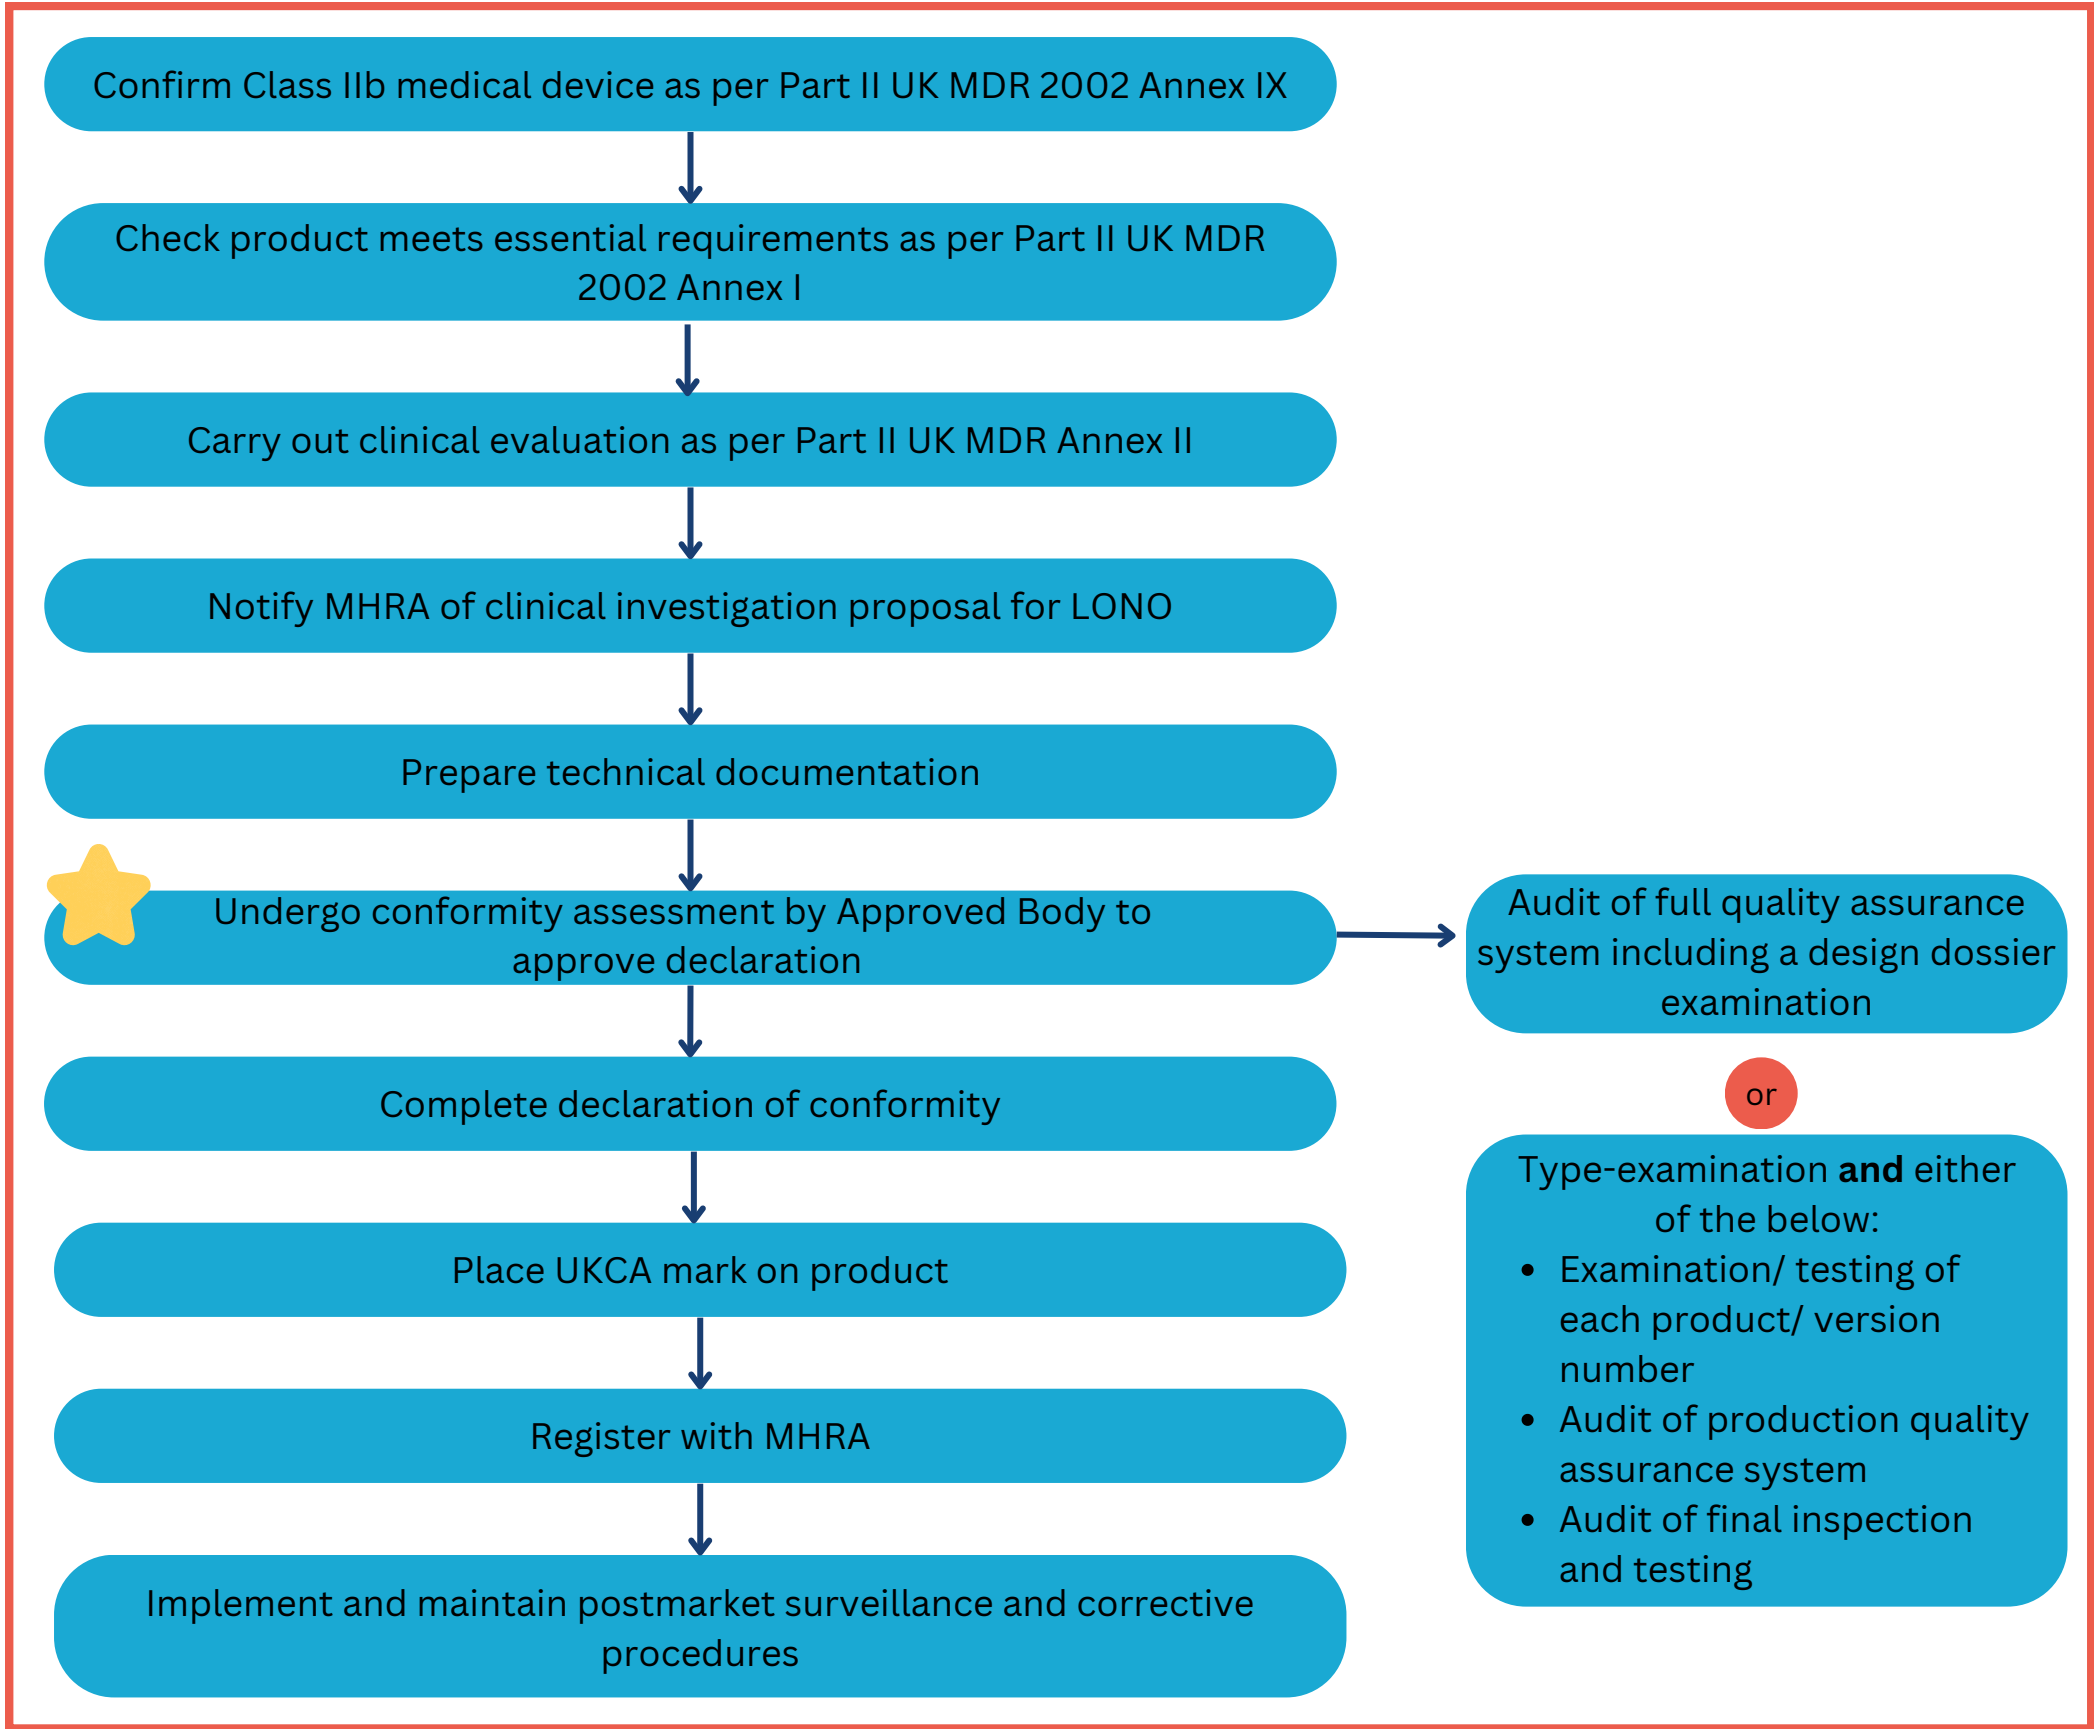 Confirm Class IIb medical device as per Part II UK MDR 2002 Annex IX
Check product meets essential requirements as per Part II UK MDR
2002 Annex I
Carry out clinical evaluation as per Part II UK MDR Annex II
Notify MHRA of clinical investigation proposal for LONO
Prepare technical documentation
Undergo conformity assessment by Approved Body to
approve declaration
Audit of full quality assurance
system including a design dossier
examination
or
Type-examination and either
of the below:
• Examination/ testing of
each product/ version
number
• Audit of production quality
assurance system
• Audit of final inspection
and testing
Complete declaration of conformity
Place UKCA mark on product
Register with MHRA
Implement and maintain postmarket surveillance and corrective
procedures